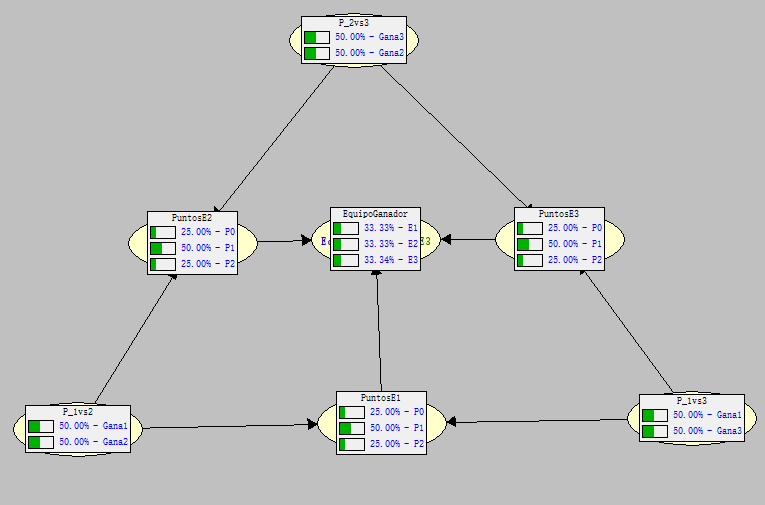 P_2vs3
50.00% - Gana3
50.00% - Gana2
PuntosE2
25.00% - P0
50.00% - P1
25.00% - P2
EquipoGanador
33.33% - E1
33.33% - E2
33.34% - E3
E3
PuntosE3
25.00% - P0
50.00% - P1
25.00% - P2
P_1vs2
50.00% - Gana1
50.00% - Gana2
PuntosE1
25.00% - P0
50.00% - P1
25.00% - P2
P_1vs3
50.00% - Gana1
50.00% - Gana3